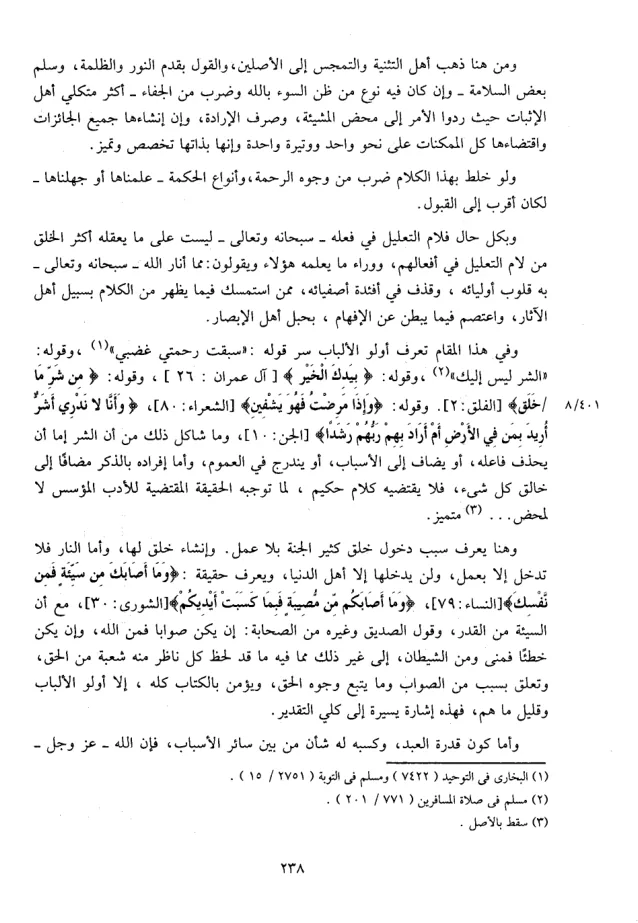 ومن هنا ذهب أهل التثنية والتمجس إلى الأصلين، والقول بقدم النور والظلمة، وسلم
بعض السلامة ـ وإن كان فيه نوع من ظن السوء بالله وضرب من الجفاء ـ أكثر متكلي أهل
الإثبات حيث ردوا الأمر إلى محض المشيئة، وصرف الإرادة، وإن إنشاءها جميع الجائزات
واقتضاءها كل الممكنات على نحو واحد ووتيرة واحدة وإنها بذاتها تخصص وتميز.
ولو خلط بهذا الكلام ضرب من وجوه الرحمة، وأنواع الحكمة ـ علمناها أو جهلناها ـ
لكان أقرب إلى القبول.
وبكل حال فلام التعليل في فعله ـ سبحانه وتعالى ـ ليست على ما يعقله أكثر الخلق
من لام التعليل في أفعالهم، ووراء ما يعلمه هؤلاء ويقولون: مما أنار الله ـ سبحانه وتعالى ـ
به قلوب أوليائه ، وقذف في أفئدة أصفيائه، ممن استمسك فيما يظهر من الكلام بسبيل أهل
الآثار، واعتصم فيما يبطن عن الإفهام ، بحبل أهل الإبصار.
وفي هذا المقام تعرف أولو الألباب سر قوله : «سبقت رحمتي غضبي»(١) ، وقوله:
«الشر ليس إليك»(٢) ، وقوله: ﴿ بِيَدِكَ الْخَيْر ﴾ [ آل عمران : ٢٦ ] ، وقوله: ﴿ مِن شَرِّ مَا
/خَلَقَ﴾ [الفلق:٢]. وقوله: ﴿وَإِذَا مَرِضْتُ فَهُوَ يَشْفِينِ﴾ [الشعراء:٨٠]، ﴿ وَأَنَّا لا نَدْرِي أَشَرٌّ ٨/٤٠١
أُرِيدَ بِمَن فِي الأَرْضِ أَمْ أَرَادَ بِهِمْ رَبُّهُمْ رَشَدًا﴾ [الجن:١٠]، وما شاكل ذلك من أن الشر إما أن
يحذف فاعله، أو يضاف إلى الأسباب، أو يندرج في العموم، وأما إفراده بالذكر مضافًا إلى
خالق كل شيء، فلا يقتضيه كلام حكيم ، لما توجبه الحقيقة المقتضية للأدب المؤسس لا
لمحض... (٣) متميز.
وهنا يعرف سبب دخول خلق كثير الجنة بلا عمل. وإنشاء خلق لها، وأما النار فلا
تدخل إلا بعمل، ولن يدخلها إلا أهل الدنيا، ويعرف حقيقة : ﴿وَمَا أَصَابَكَ مِن سَيِّئَةٍ فَمِن
نَّفْسِكَ﴾[النساء:٧٩]، ﴿وَمَا أَصَابَكُم مِّن مُّصِيبَةٍ فَبِمَا كَسَبَتْ أَيْدِيكُمْ﴾[الشورى:٣٠]، مع أن
السيئة من القدر، وقول الصديق وغيره من الصحابة: إن يكن صوابا فمن الله، وإن يكن
خطئًا فمنى ومن الشيطان، إلى غير ذلك مما فيه ما قد لحظ كل ناظر منه شعبة من الحق،
وتعلق بسبب من الصواب وما يتبع وجوه الحق، ويؤمن بالكتاب كله ، إلا أولو الألباب
وقليل ما هم، فهذه إشارة يسيرة إلى كلي التقدير.
وأما كون قدرة العبد، وكسبه له شأن من بين سائر الأسباب، فإن الله ـ عز وجل ـ
(١) البخارى فى التوحيد ( ٧٤٢٢ ) ومسلم فى التوبة ( ٢٧٥١ / ١٥ ) .
(٢) مسلم فى صلاة المسافرين ( ٧٧١ / ٢٠١ ) .
(٣) سقط بالأصل .
٢٣٨